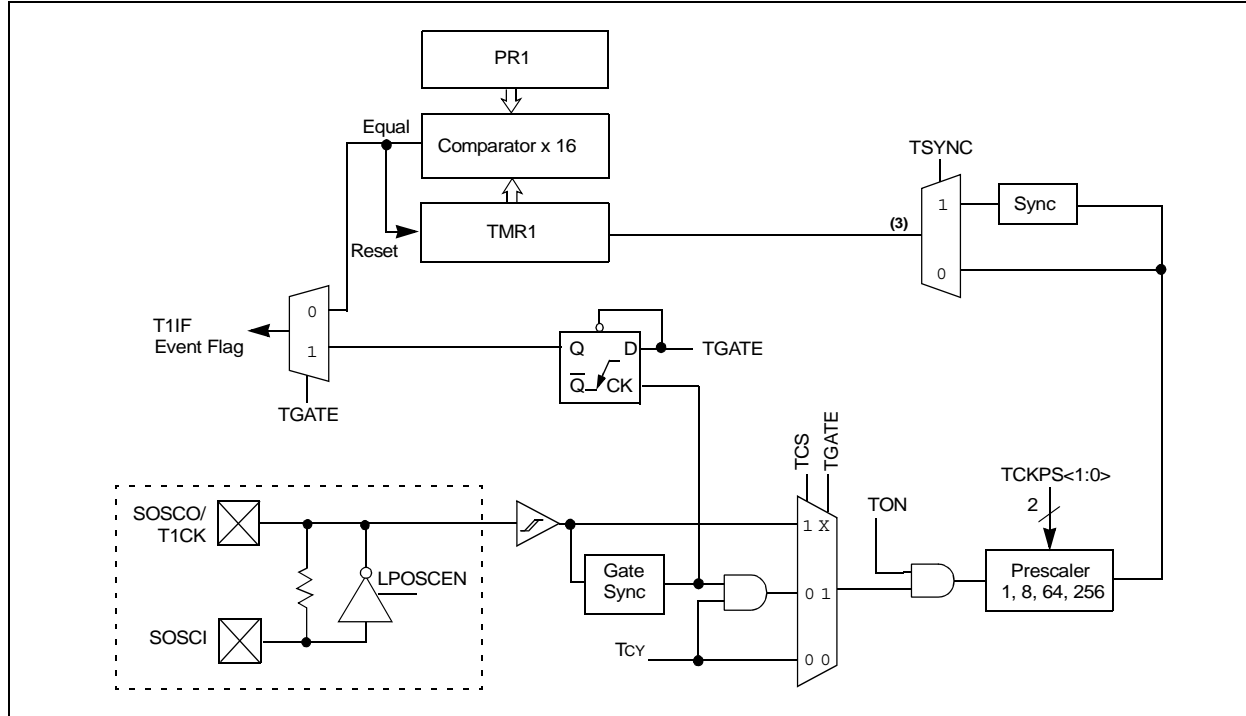 PR1
Equal
Comparator x 16
TSYNC
1
Sync
(3)
TMR1
Reset
0
0
T1IF
Event Flag
1
Q
D
TGATE
Q̅
CK
TGATE
TCS
TGATE
TCKPS<1:0>
SOSCO/
T1CK
1 X
TON
2
LPOSCEN
Gate
Sync
Prescaler
1, 8, 64, 256
0 1
SOSCI
TCY
0 0